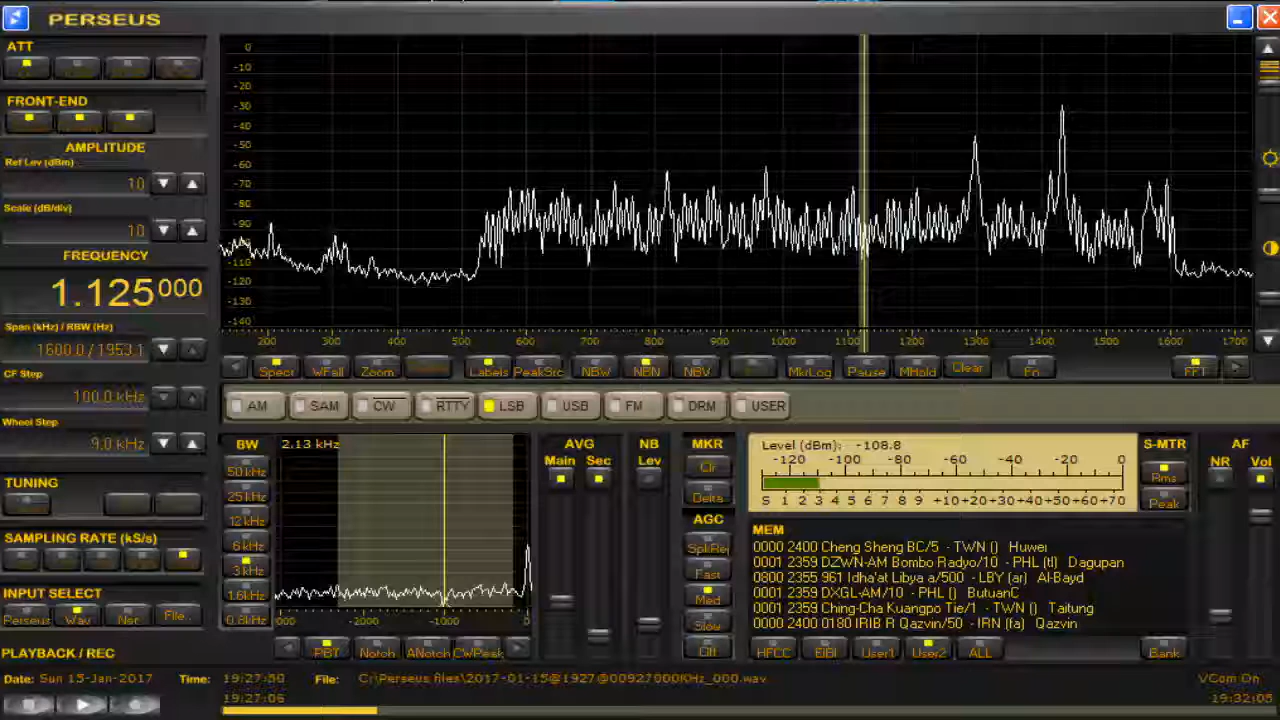 PERSEUS
ATT
FRONT-END
AMPLITUDE
Ref Lev (dBm)
10
Scale (dB/div)
10
FREQUENCY
1.125000
Span (kHz) / RBW (Hz)
1600.0 / 1953.1
CF Step
100.0 kHz
Wheel Step
9.0 kHz
TUNING
SAMPLING RATE (kS/s)
INPUT SELECT
Perseus Wav Net File..
PLAYBACK / REC
0
-10
-20
-30
-40
-50
-60
-70
-80
-90
-100
-110
-120
-130
-140
200 300 400 500 600 700 800 900 1000 1100 1200 1300 1400 1500 1600 1700
Spect WFall Zoom Labels PeakSrc NBW NBN NBV MkrLog Pause MHold Clear Fn FFT
AM SAM CW RTTY LSB USB FM DRM USER
BW
50 kHz
25 kHz
12 kHz
6 kHz
3 kHz
1.6kHz
0.8kHz
2.13 kHz
000 -2000 -1000 0
PBT Notch ANotch CWPeak
AVG
Main Sec
NB
Lev
MKR
Clr
Delta
AGC
SplRej
Fast
Med
Slow
Off
Level (dBm): -108.8
-120 -100 -80 -60 -40 -20 0
S 1 2 3 4 5 6 7 8 9 +10+20+30+40+50+60+70
S-MTR
Rms
Peak
AF
NR Vol
MEM
0000 2400 Cheng Sheng BC/5 - TWN () Huwei
0001 2359 DZWN-AM Bombo Radyo/10 - PHL (tl) Dagupan
0800 2355 961 Idha'at Libya a/500 - LBY (ar) Al-Bayd
0001 2359 DXGL-AM/10 - PHL () ButuanC
0001 2359 Ching-Cha Kuangpo Tie/1 - TWN () Taitung
0000 2400 0180 IRIB R Qazvin/50 - IRN (fa) Qazvin
HFCC EIBI User1 User2 ALL Bank
Date: Sun 15-Jan-2017 Time: 19:27:50 File: C:\Perseus files\2017-01-15@1927@00927000KHz_000.wav VCom On
19:27:06 19:32:05